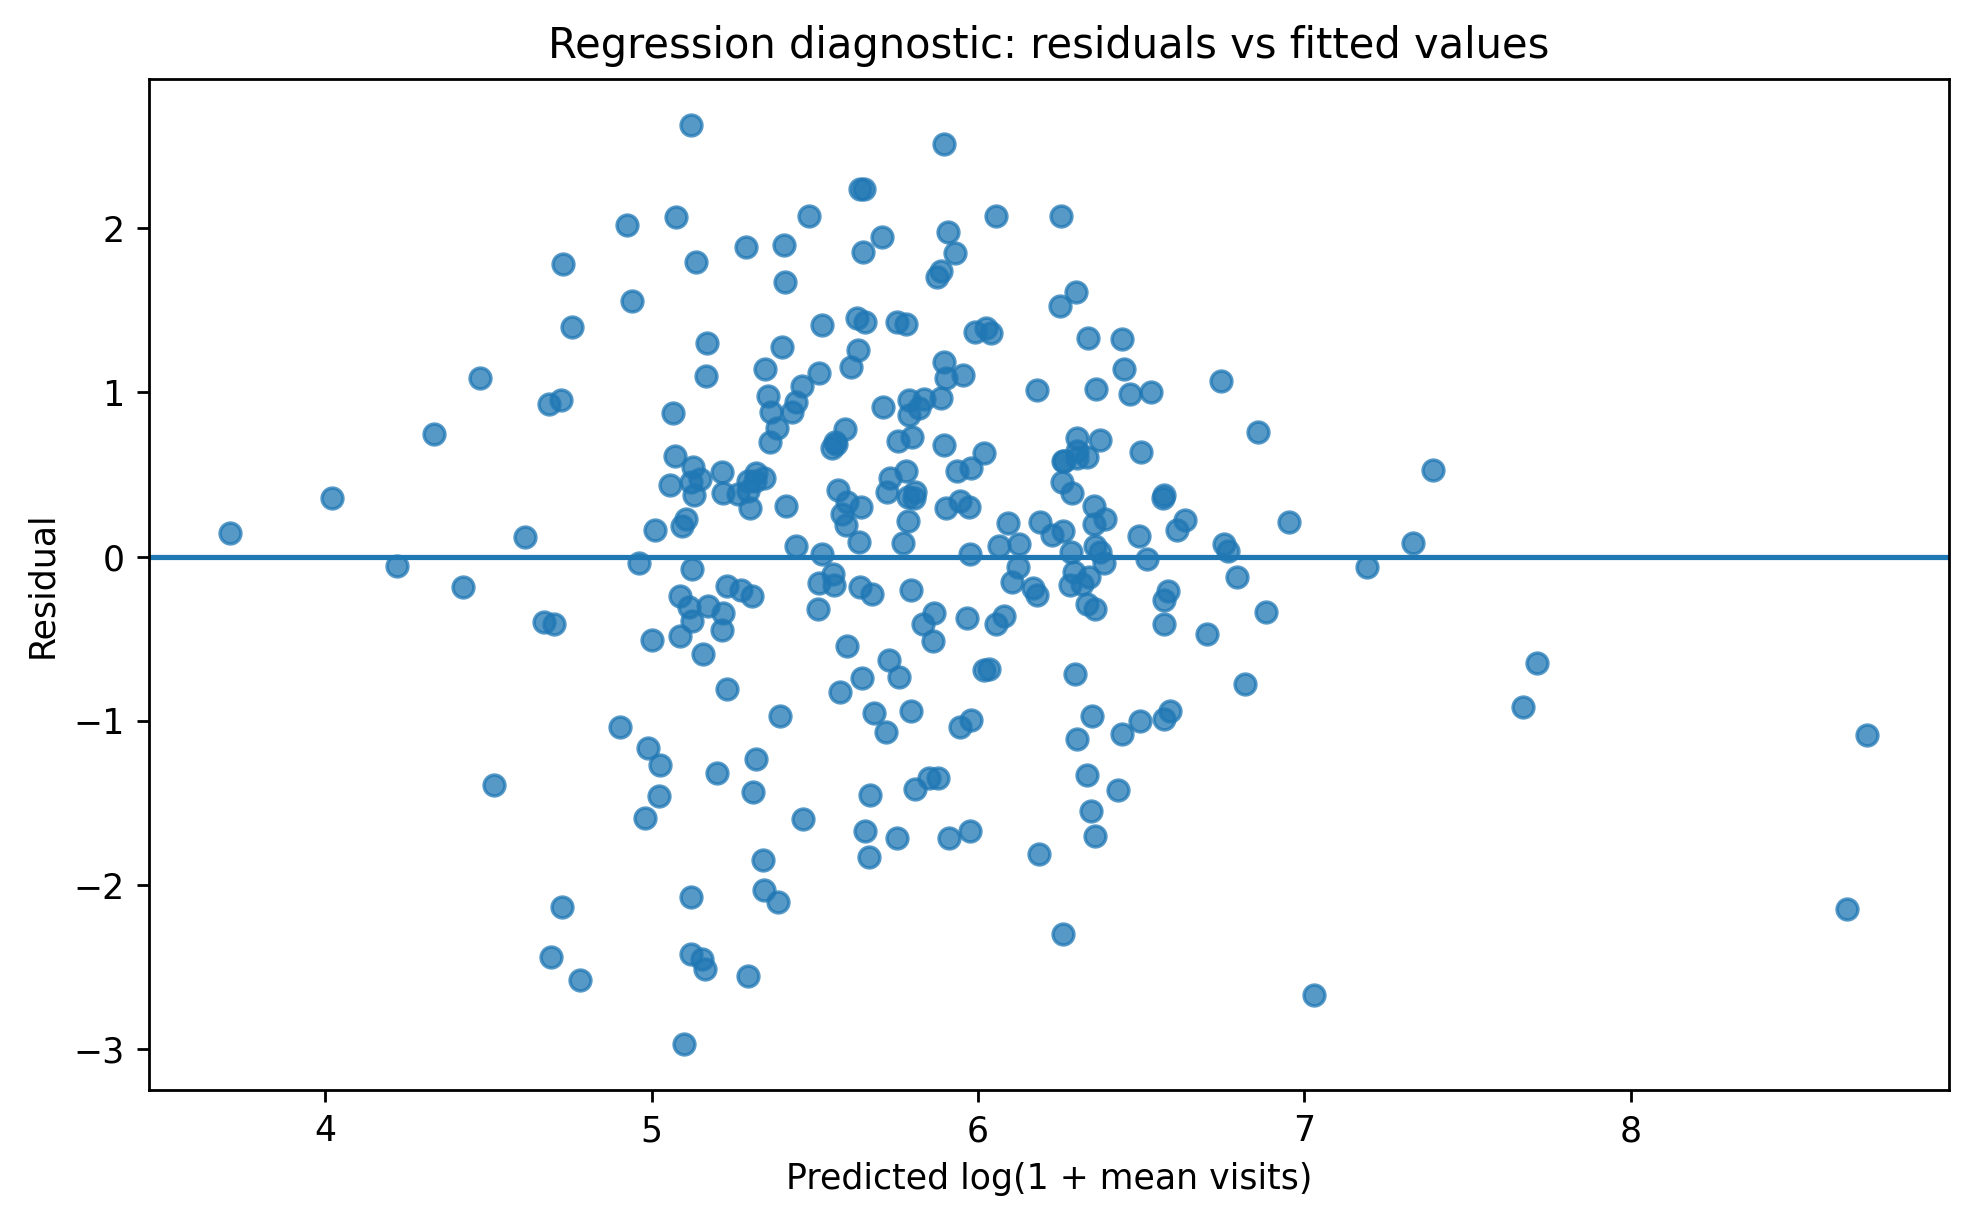 Regression diagnostic: residuals vs fitted values
Residual
2
1
0
−1
−2
−3
4 5 6 7 8
Predicted log(1 + mean visits)